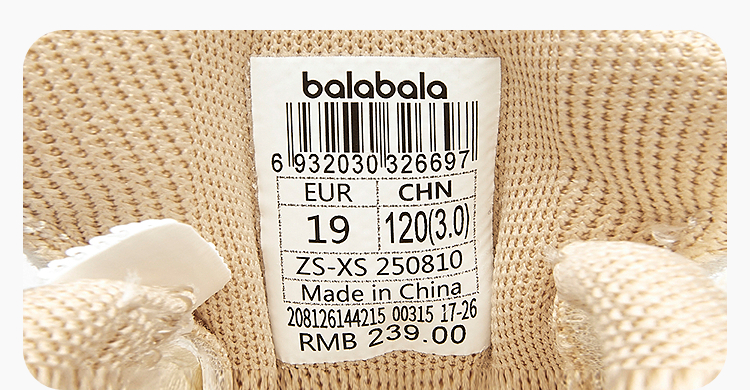 balabala
6 932030 326697
EUR CHN
19 120(3.0)
ZS-XS 250810
Made in China
208126144215 00315 17-26
RMB 239.00